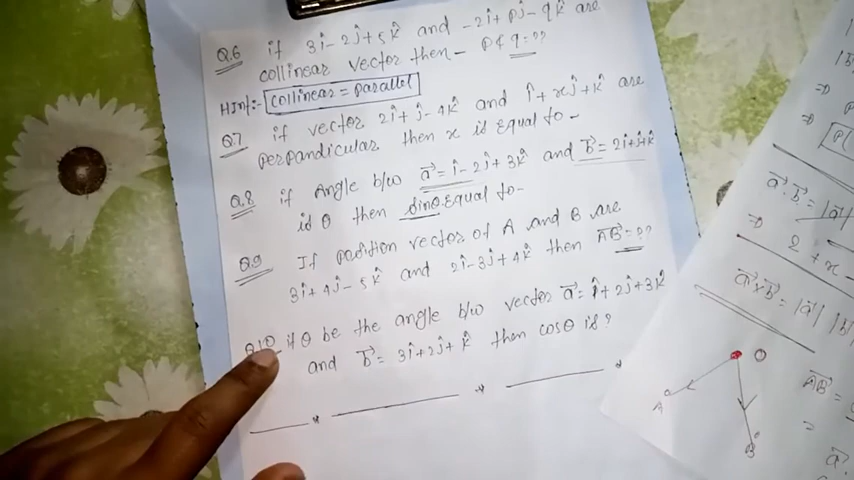 Q.6 if 3î-2ĵ+5k̂ and -2î+pĵ-qk̂ are
collinear vector then- p & q=??
HInt:- collinear = parallel
Q.7 if vector 2î+ĵ-4k̂ and î+xĵ+k̂ are
perpandicular then x is equal to-
Q.8 if Angle b/w a⃗=î-2ĵ+3k̂ and b⃗=2î+ĵ+k̂
is θ then sinθ equal to-
Q.9 If position vector of A and B are
3î+4ĵ-5k̂ and 2î-3ĵ+4k̂ then AB⃗=??
Q.10 if θ be the angle b/w vector a⃗=î+2ĵ+3k̂
and b⃗= 3î+2ĵ+k̂ then cosθ is?
a⃗.b⃗=|a⃗|
⇒ 2+x-
a⃗×b⃗=|a⃗||b
O
A
B
AB⃗=
=
a⃗.